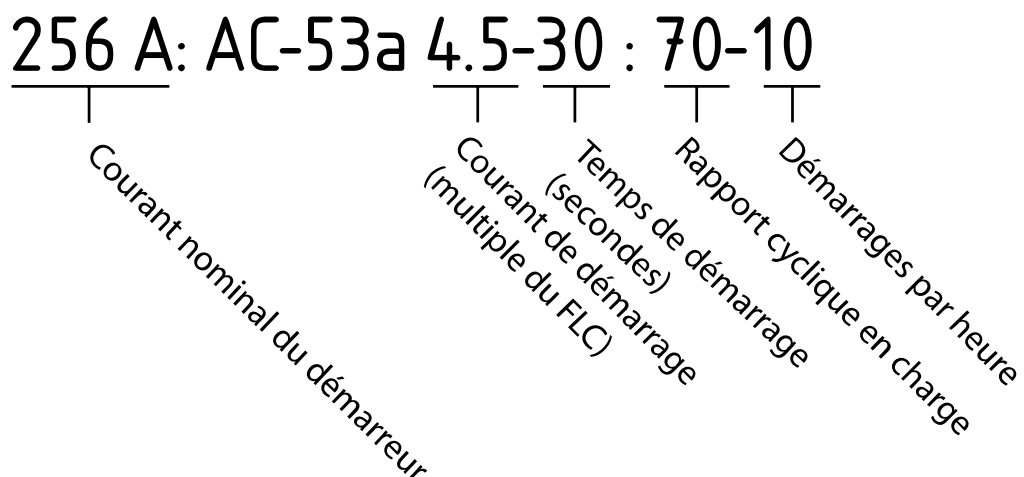 256 A: AC-53a 4.5-30 : 70-10
Courant nominal du démarreur
Courant de démarrage
(multiple du FLC)
Temps de démarrage
(secondes)
Rapport cyclique en charge
Démarrages par heure